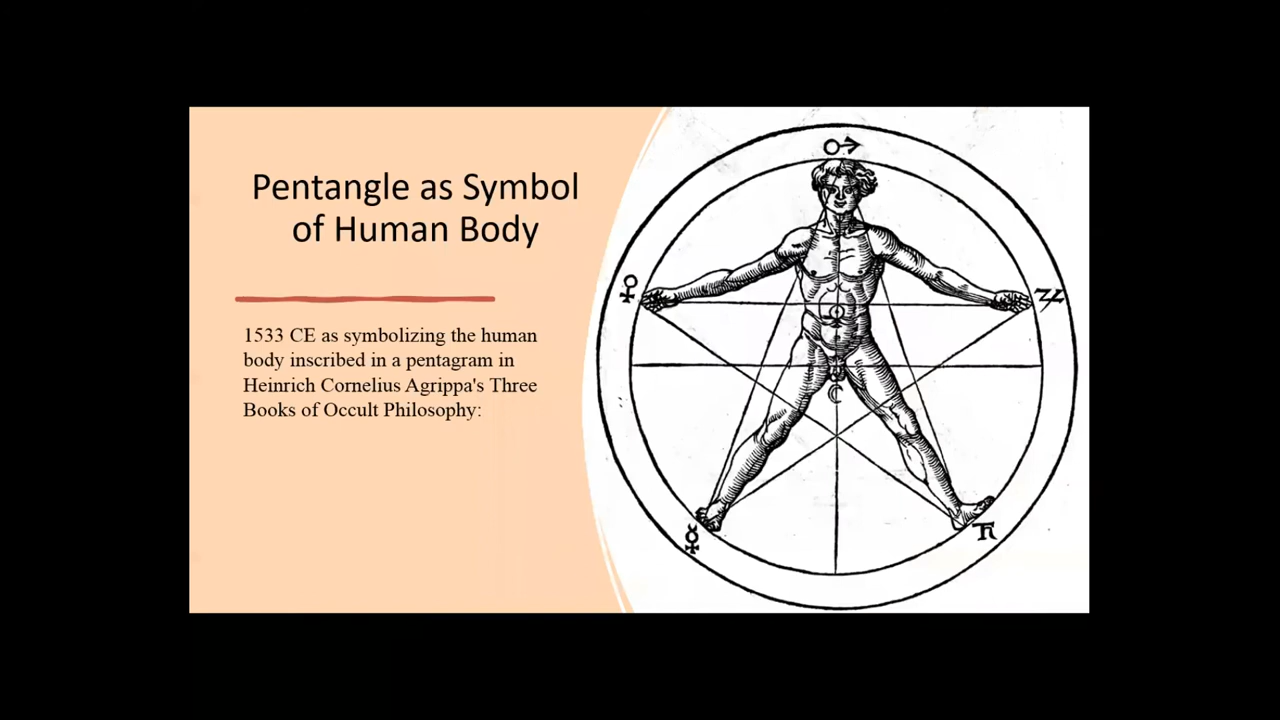 Pentangle as Symbol
of Human Body
1533 CE as symbolizing the human
body inscribed in a pentagram in
Heinrich Cornelius Agrippa's Three
Books of Occult Philosophy: